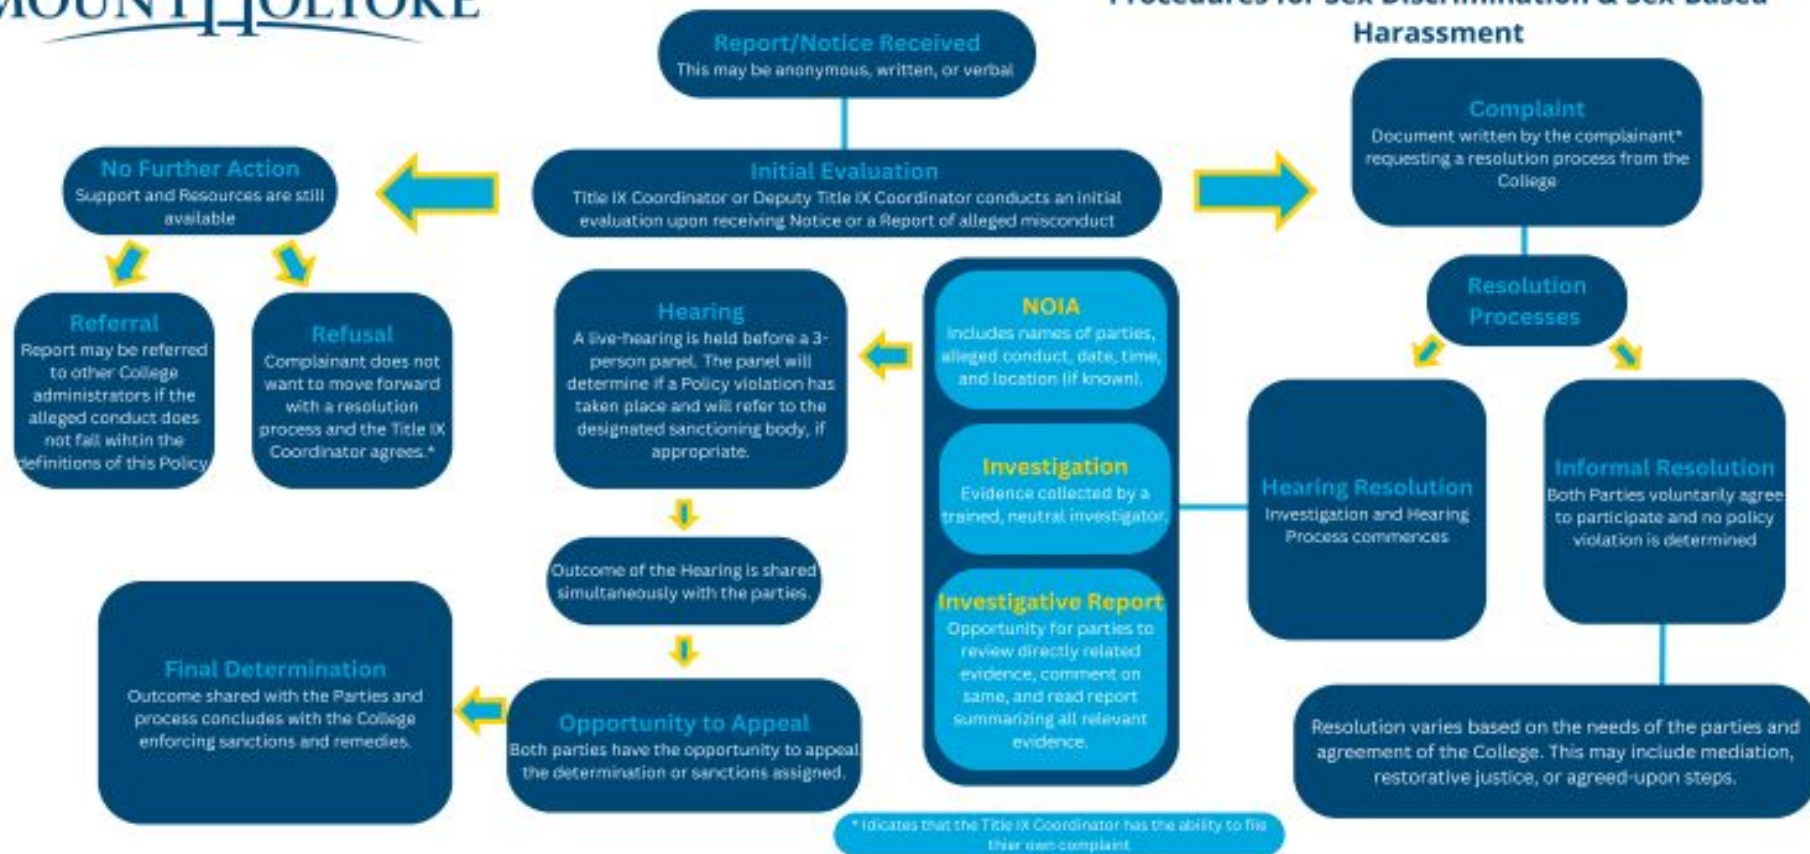 MOUNT HOLYOKE
Procedures for Sex Discrimination & Sex-Based
Harassment
Report/Notice Received
This may be anonymous, written, or verbal
Initial Evaluation
Title IX Coordinator or Deputy Title IX Coordinator conducts an initial
evaluation upon receiving Notice or a Report of alleged misconduct
No Further Action
Support and Resources are still
available
Referral
Report may be referred
to other College
administrators if the
alleged conduct does
not fall wihtin the
definitions of this Policy
Refusal
Complainant does not
want to move forward
with a resolution
process and the Title IX
Coordinator agrees.*
Complaint
Document written by the complainant*
requesting a resolution process from the
College
Resolution
Processes
Hearing Resolution
Investigation and Hearing
Process commences
Informal Resolution
Both Parties voluntarily agree
to participate and no policy
violation is determined
Resolution varies based on the needs of the parties and
agreement of the College. This may include mediation,
restorative justice, or agreed-upon steps.
NOIA
Includes names of parties,
alleged conduct, date, time,
and location (if known).
Investigation
Evidence collected by a
trained, neutral investigator.
Investigative Report
Opportunity for parties to
review directly related
evidence, comment on
same, and read report
summarizing all relevant
evidence.
Hearing
A live-hearing is held before a 3-
person panel. The panel will
determine if a Policy violation has
taken place and will refer to the
designated sanctioning body, if
appropriate.
Outcome of the Hearing is shared
simultaneously with the parties.
Opportunity to Appeal
Both parties have the opportunity to appeal
the determination or sanctions assigned.
Final Determination
Outcome shared with the Parties and
process concludes with the College
enforcing sanctions and remedies.
* Idicates that the Title IX Coordinator has the ability to file
thier own complaint